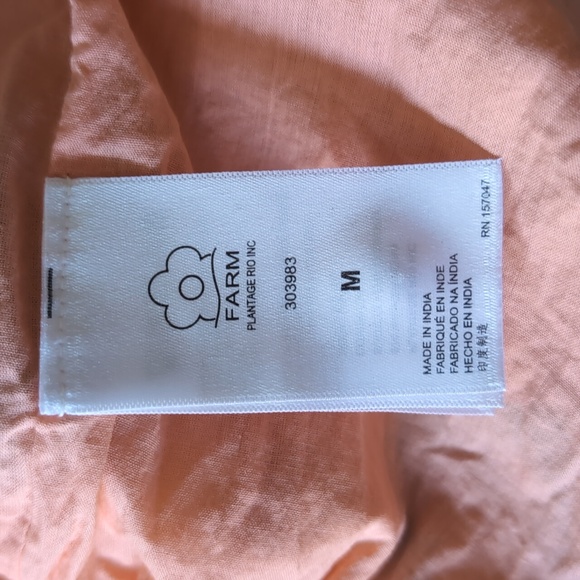 FARM
PLANTAGE RIO INC
303983
M
MADE IN INDIA
FABRIQUÉ EN INDE
FABRICADO NA ÍNDIA
HECHO EN INDIA
印度制造
RN 157047